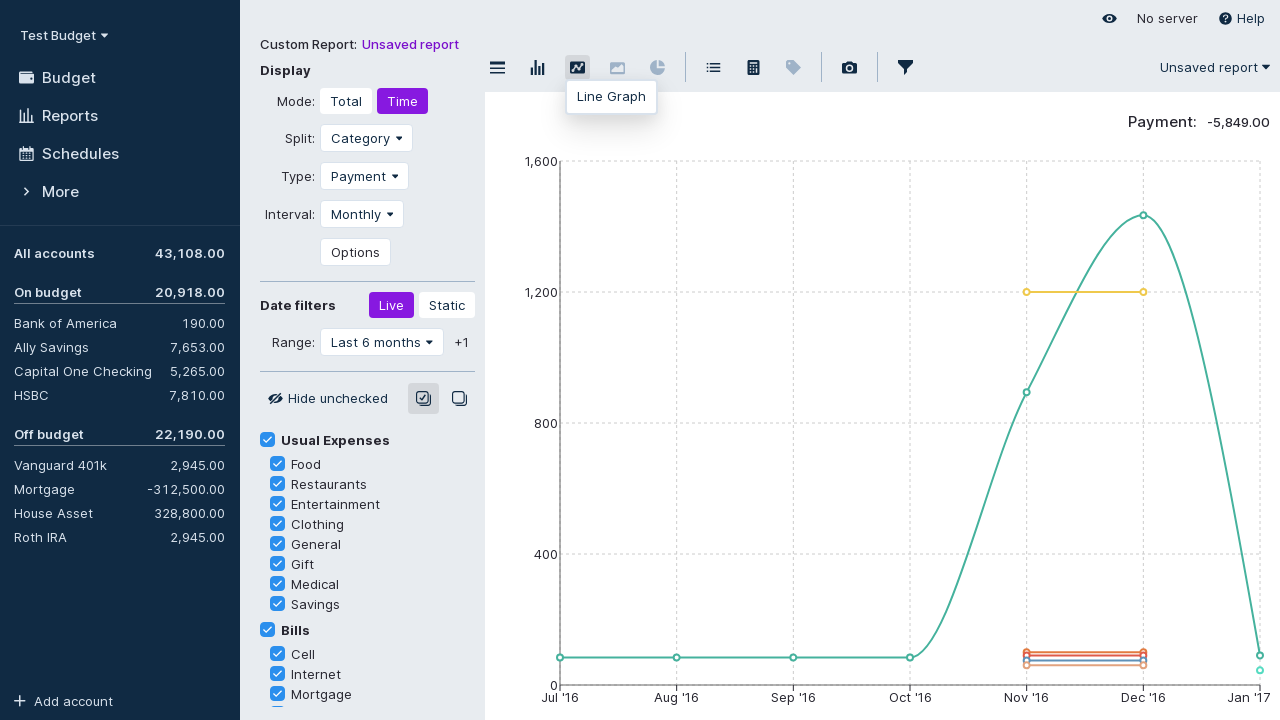 Test Budget
Budget
Reports
Schedules
More
All accounts 43,108.00
On budget 20,918.00
Bank of America 190.00
Ally Savings 7,653.00
Capital One Checking 5,265.00
HSBC 7,810.00
Off budget 22,190.00
Vanguard 401k 2,945.00
Mortgage -312,500.00
House Asset 328,800.00
Roth IRA 2,945.00
Add account
No server
Help
Custom Report: Unsaved report
Display
Mode: Total Time
Split: Category
Type: Payment
Interval: Monthly
Options
Date filters Live Static
Range: Last 6 months +1
Hide unchecked
Usual Expenses
Food
Restaurants
Entertainment
Clothing
General
Gift
Medical
Savings
Bills
Cell
Internet
Mortgage
Unsaved report
Line Graph
Payment: -5,849.00
1,600
1,200
800
400
0
Jul '16 Aug '16 Sep '16 Oct '16 Nov '16 Dec '16 Jan '17